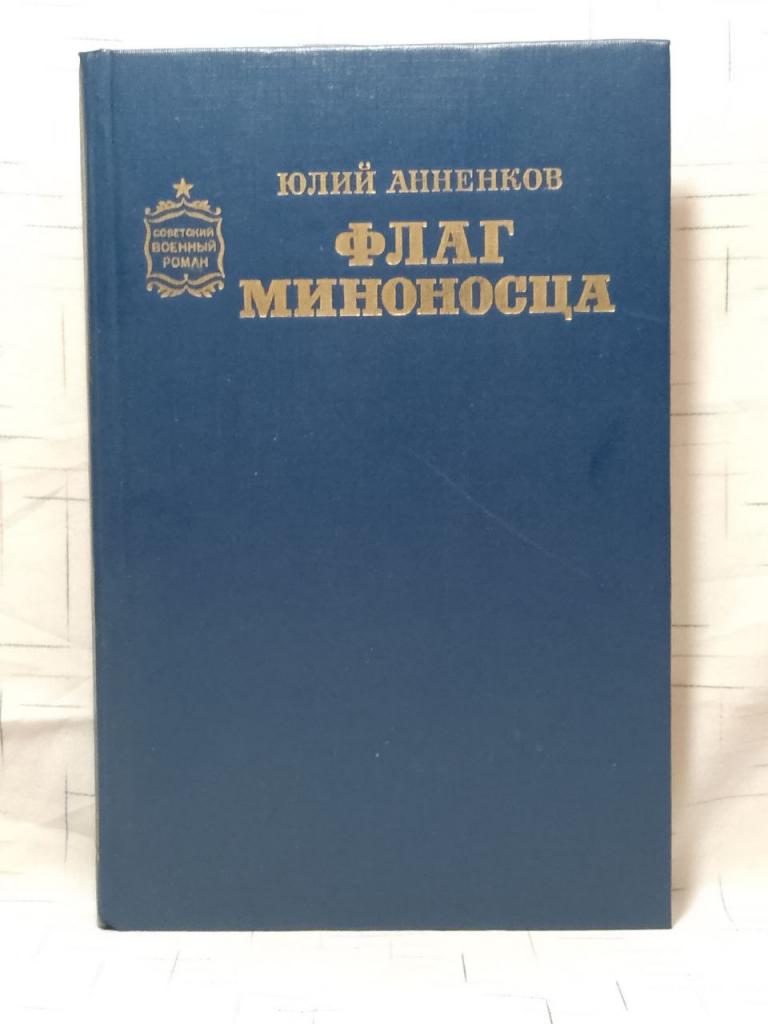 ЮЛИЙ АННЕНКОВ
ФЛАГ
МИНОНОСЦА
СОВЕТСКИЙ
ВОЕННЫЙ
РОМАН